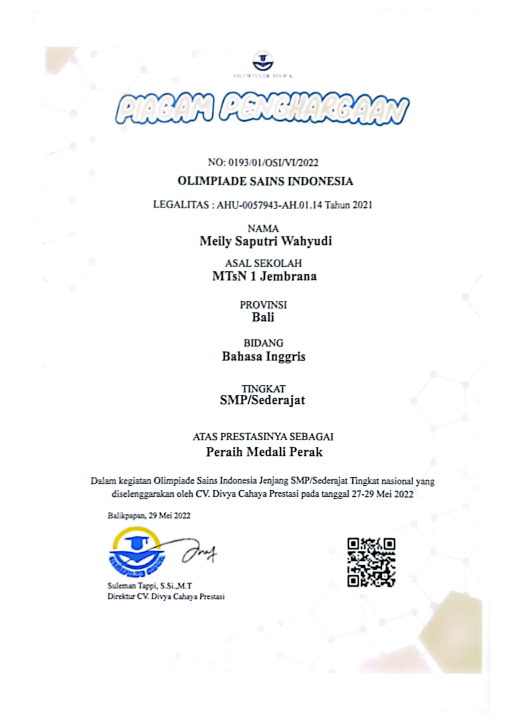 PIAGAM PENGHARGAAN
NO: 0193/01/OSI/VI/2022
OLIMPIADE SAINS INDONESIA
LEGALITAS : AHU-0057943-AH.01.14 Tahun 2021
NAMA
Meily Saputri Wahyudi
ASAL SEKOLAH
MTsN 1 Jembrana
PROVINSI
Bali
BIDANG
Bahasa Inggris
TINGKAT
SMP/Sederajat
ATAS PRESTASINYA SEBAGAI
Peraih Medali Perak
Dalam kegiatan Olimpiade Sains Indonesia Jenjang SMP/Sederajat Tingkat nasional yang
diselenggarakan oleh CV. Divya Cahaya Prestasi pada tanggal 27-29 Mei 2022
Balikpapan, 29 Mei 2022
Suleman Tappi, S.Si.,M.T
Direktur CV. Divya Cahaya Prestasi